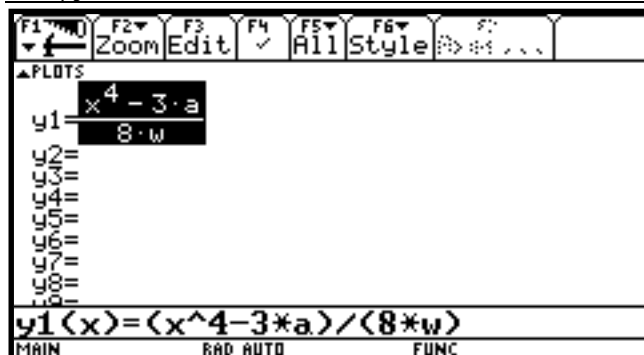 F1 F2 F3 F4 F5 F6
Zoom Edit ✓ All Style
▲PLOTS
y1=(x^4 − 3·a)/(8·w)
y2=
y3=
y4=
y5=
y6=
y7=
y8=
y1(x)=(x^4-3*a)/(8*w)
MAIN RAD AUTO FUNC